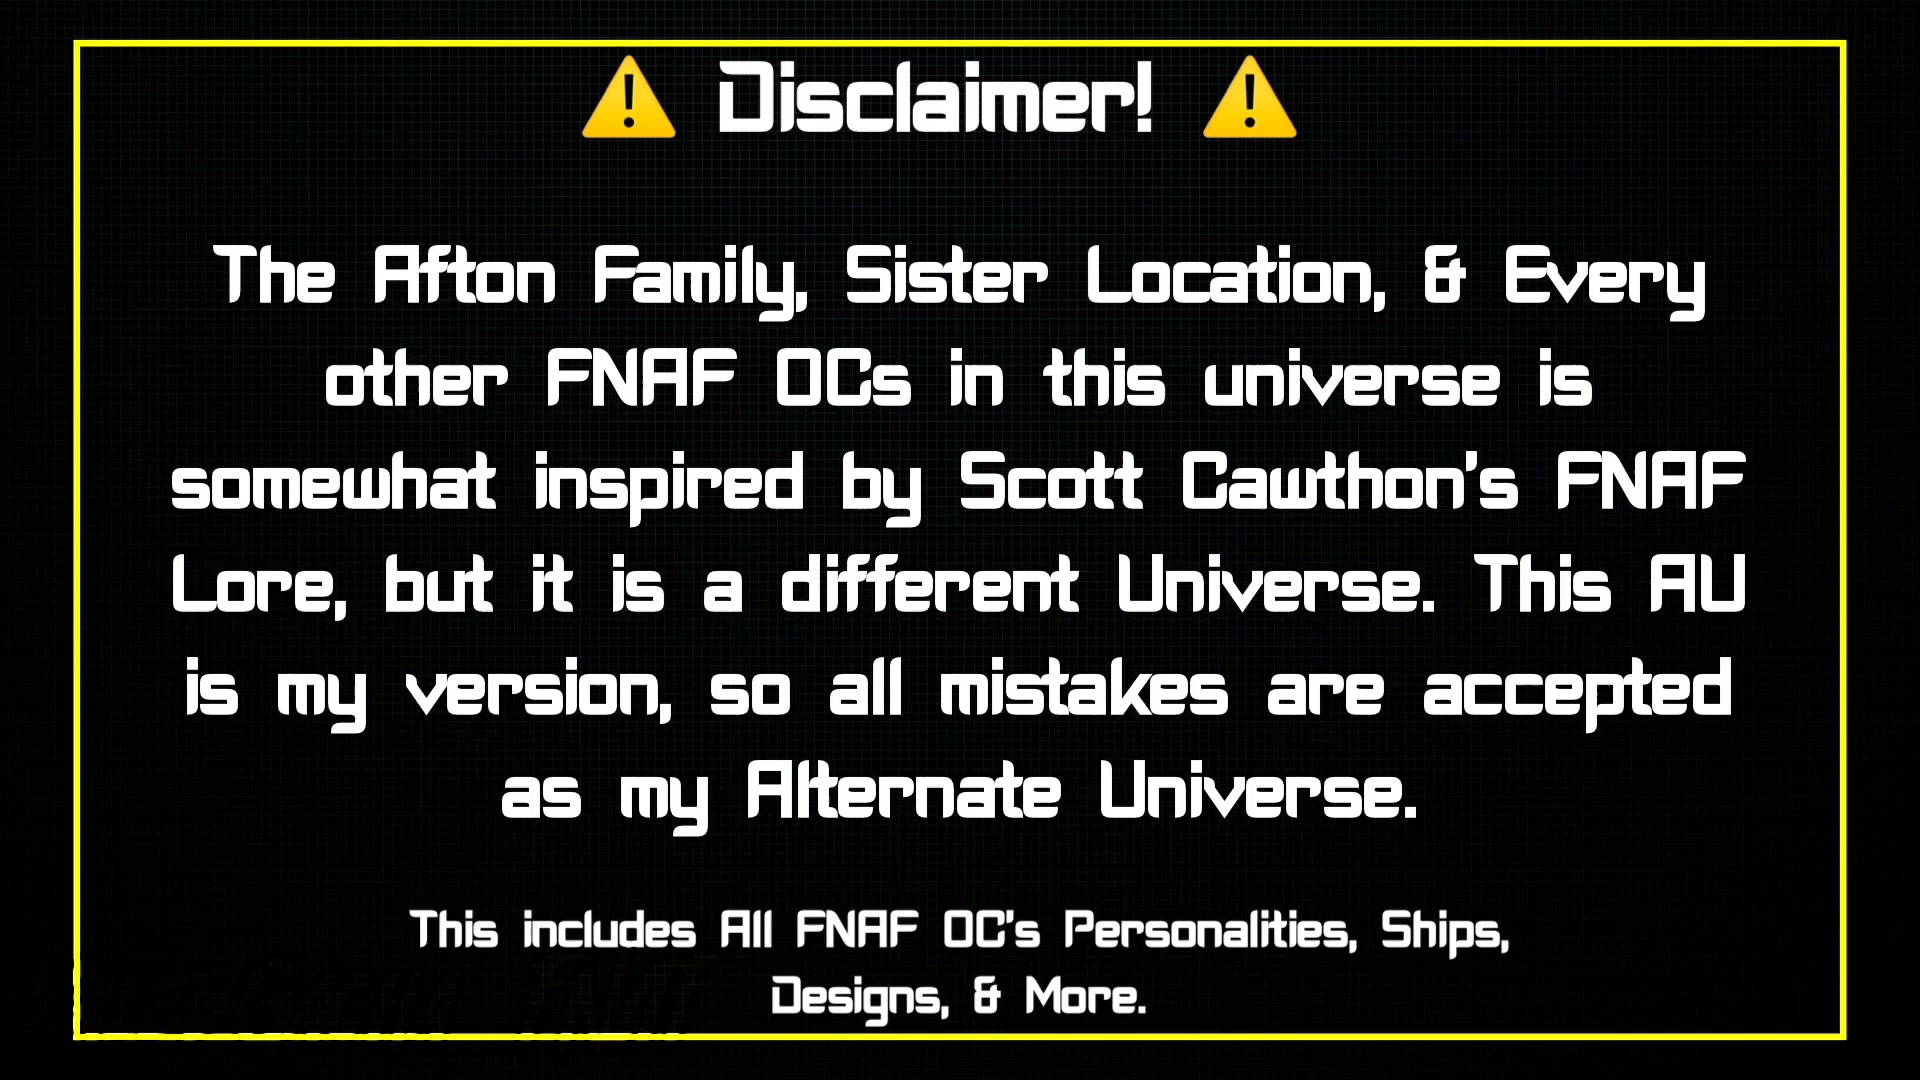 ⚠️ Disclaimer! ⚠️
The Afton Family, Sister Location, & Every
other FNAF OCs in this universe is
somewhat inspired by Scott Cawthon's FNAF
Lore, but it is a different Universe. This AU
is my version, so all mistakes are accepted
as my Alternate Universe.
This includes All FNAF OC's Personalities, Ships,
Designs, & More.